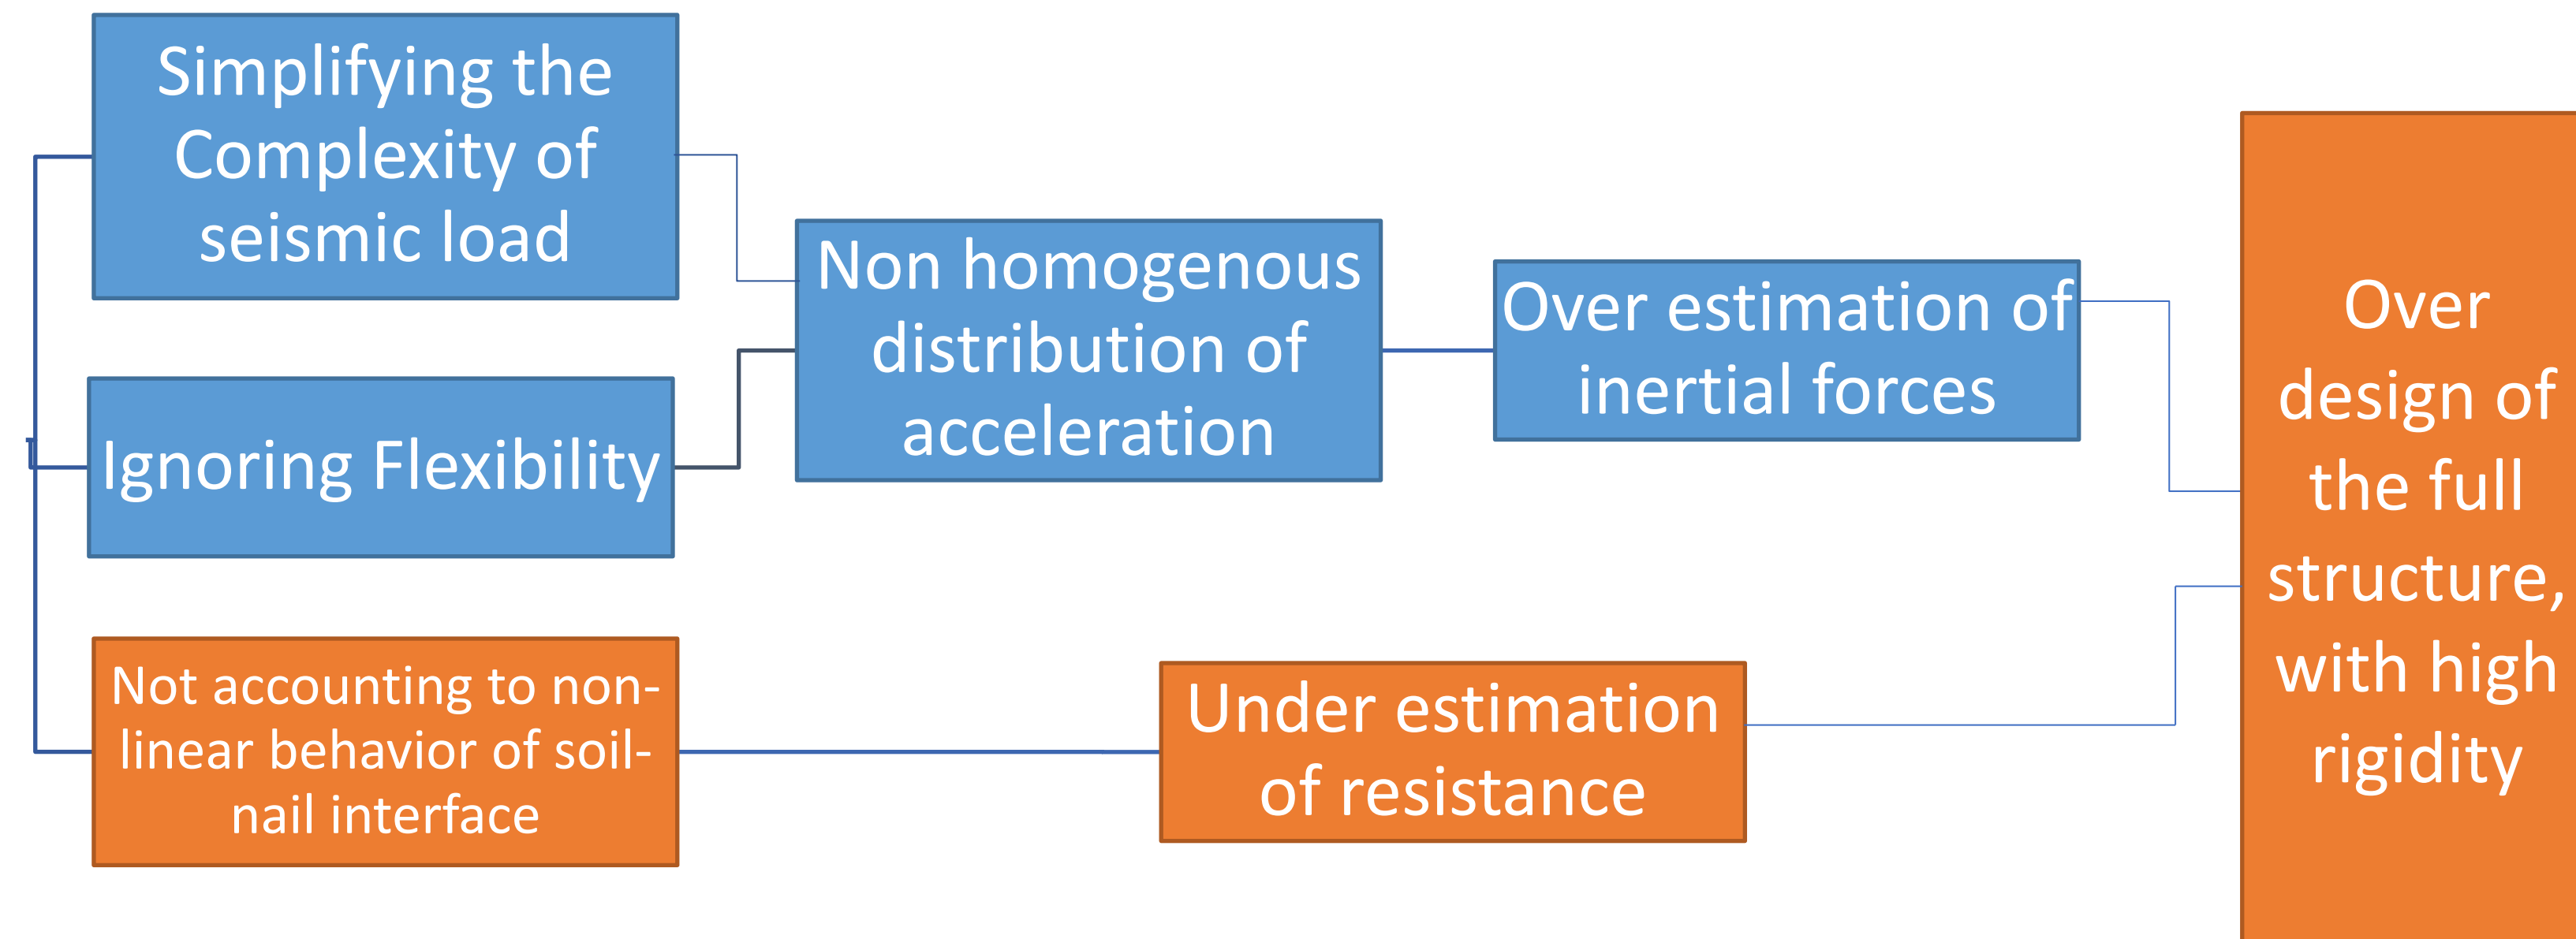 Simplifying the
Complexity of
seismic load
Ignoring Flexibility
Not accounting to non-
linear behavior of soil-
nail interface
Non homogenous
distribution of
acceleration
Over estimation of
inertial forces
Under estimation
of resistance
Over
design of
the full
structure,
with high
rigidity